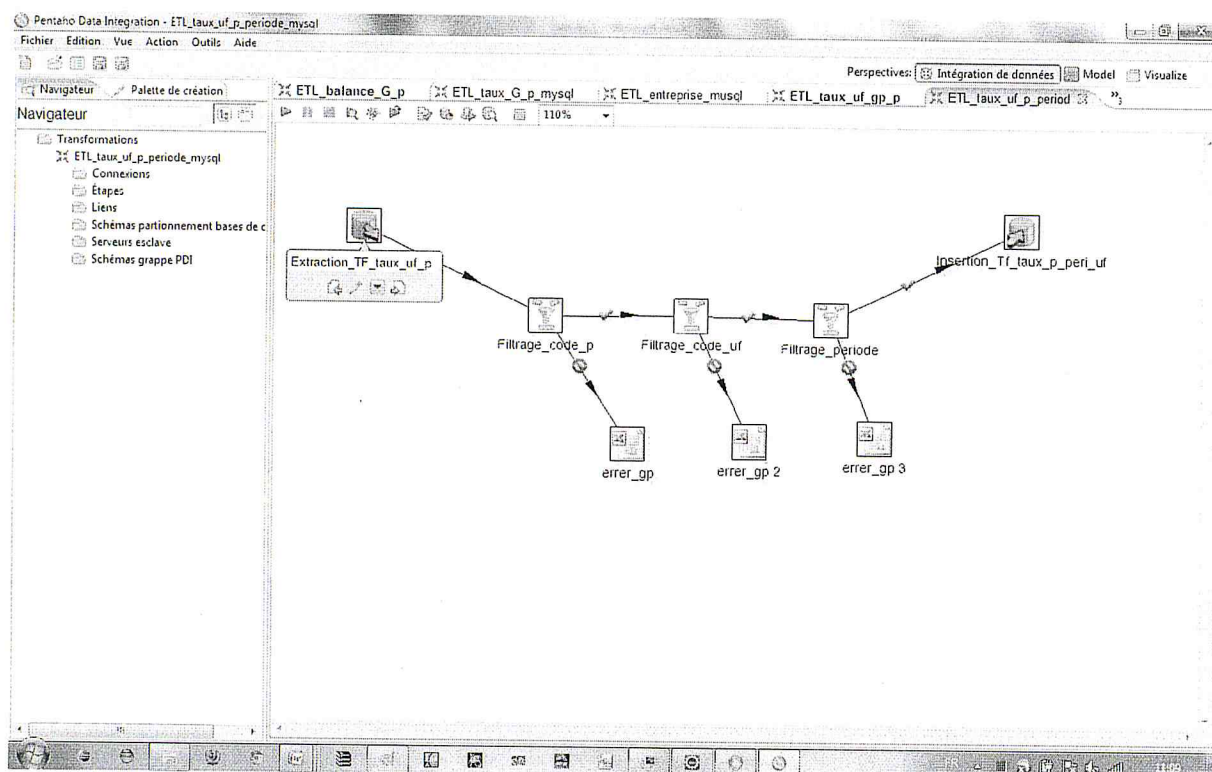 Pentaho Data Integration - ETL_taux_uf_p_periode_mysql
Fichier Edition Vue Action Outils Aide
Perspectives: Intégration de données Model Visualize
Navigateur Palette de création
ETL_balance_G_p ETL_taux_G_p_mysql ETL_entreprise_musql ETL_taux_uf_gp_p ETL_taux_uf_p_period
Navigateur
110%
Transformations
ETL_taux_uf_p_periode_mysql
Connexions
Étapes
Liens
Schémas partionnement bases de c
Serveurs esclave
Schémas grappe PDI
Extraction_TF_taux_uf_p
Insertion_Tf_taux_p_peri_uf
Filtrage_code_p
Filtrage_code_uf
Filtrage_periode
errer_gp
errer_gp 2
errer_gp 3